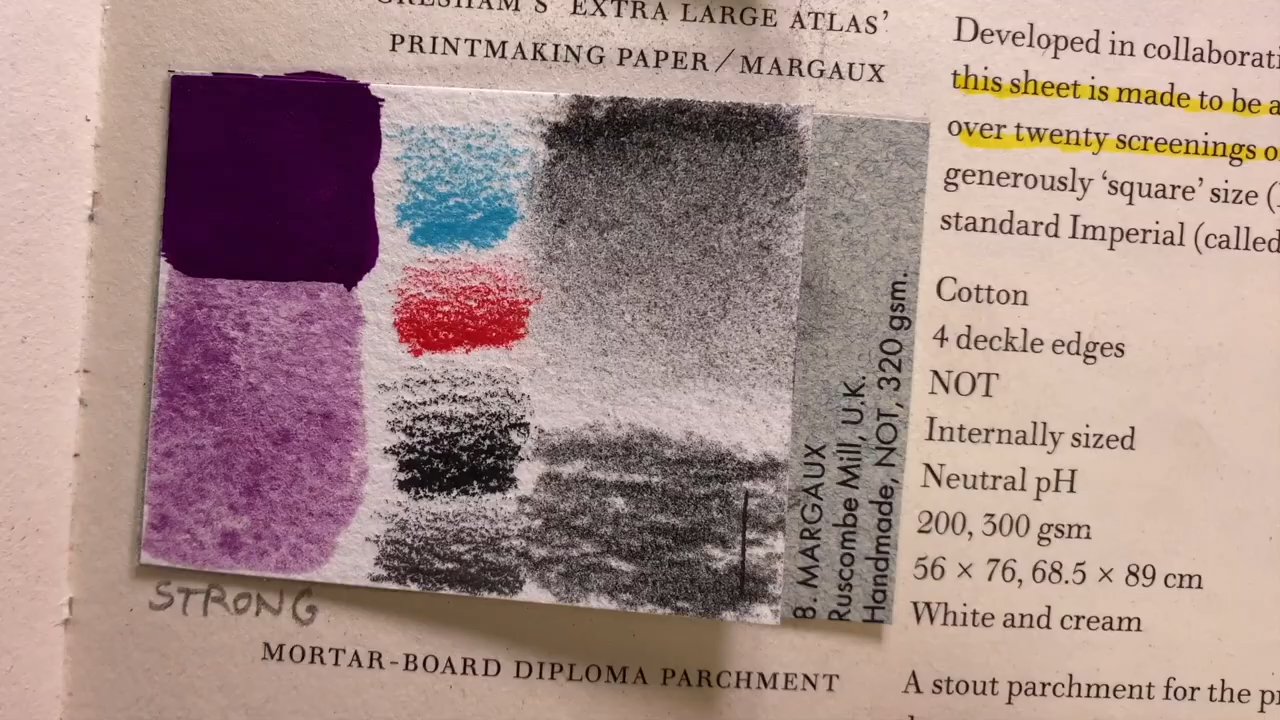 GRESHAM'S 'EXTRA LARGE ATLAS'
PRINTMAKING PAPER/MARGAUX
8. MARGAUX
Ruscombe Mill, U.K.
Handmade, NOT, 320 gsm.
STRONG
MORTAR-BOARD DIPLOMA PARCHMENT
Developed in
this sheet is made to be
over twenty screenings
generously ‘square’ size
standard Imperial (called
Cotton
4 deckle edges
NOT
Internally sized
Neutral pH
200, 300 gsm
56 × 76, 68.5 × 89 cm
White and cream
A stout parchment for the